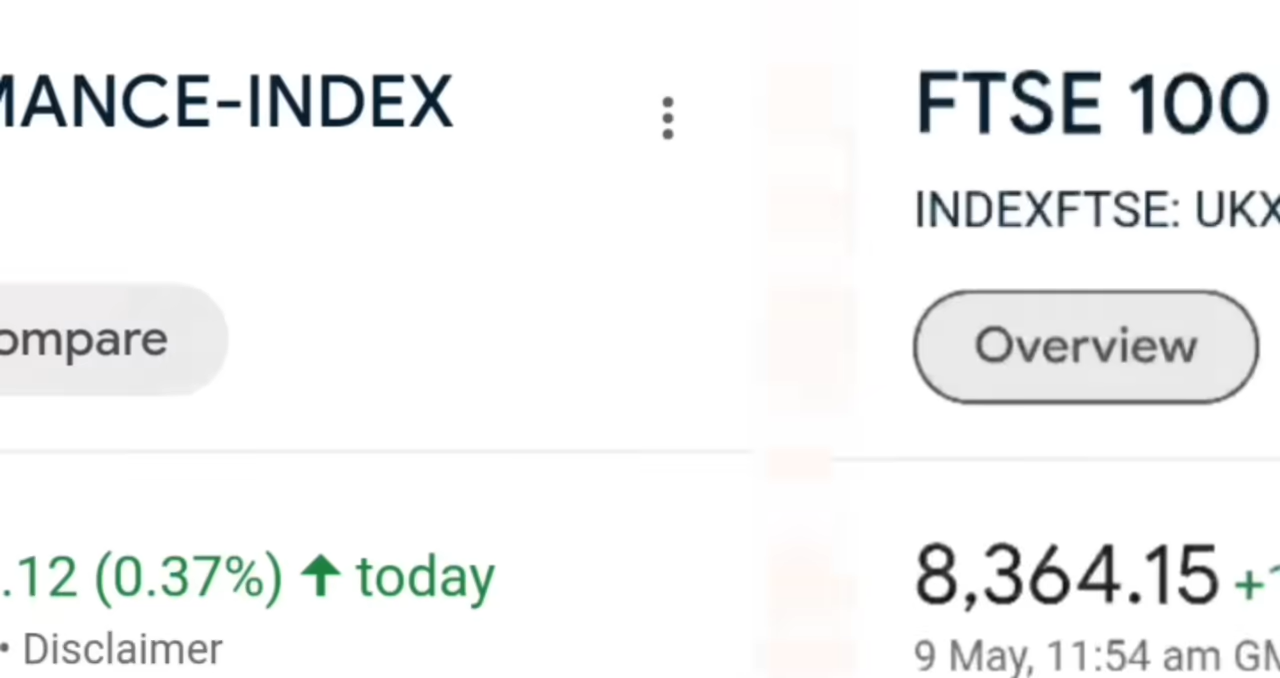 MANCE-INDEX
ompare
.12 (0.37%) ↑ today
• Disclaimer
FTSE 100
INDEXFTSE: UKX
Overview
8,364.15 +
9 May, 11:54 am GM